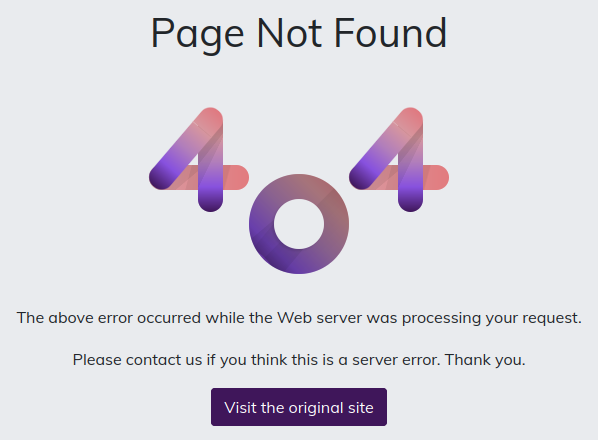 Page Not Found
404
The above error occurred while the Web server was processing your request.
Please contact us if you think this is a server error. Thank you.
Visit the original site